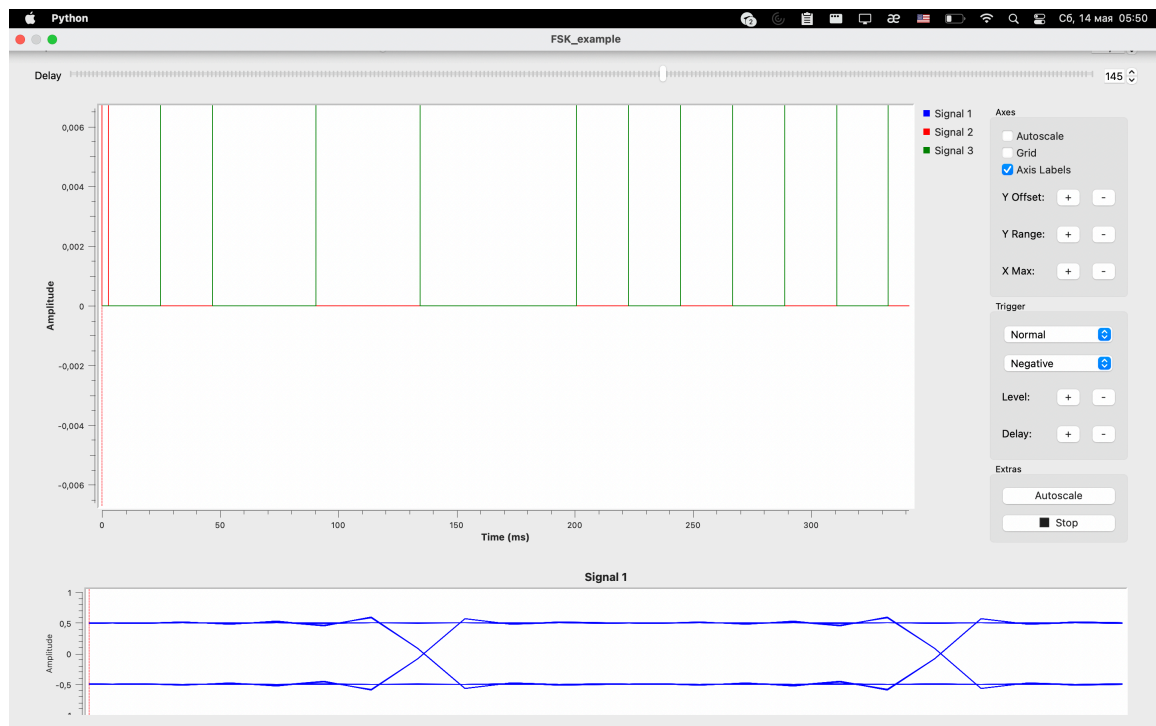 Python
Сб, 14 мая 05:50
FSK_example
Delay
145
0,006
0,004
0,002
0
-0,002
-0,004
-0,006
Amplitude
0
50
100
150
200
250
300
Time (ms)
Signal 1
Signal 2
Signal 3
Axes
Autoscale
Grid
Axis Labels
Y Offset: + -
Y Range: + -
X Max: + -
Trigger
Normal
Negative
Level: + -
Delay: + -
Extras
Autoscale
Stop
Signal 1
1
0,5
0
-0,5
Amplitude